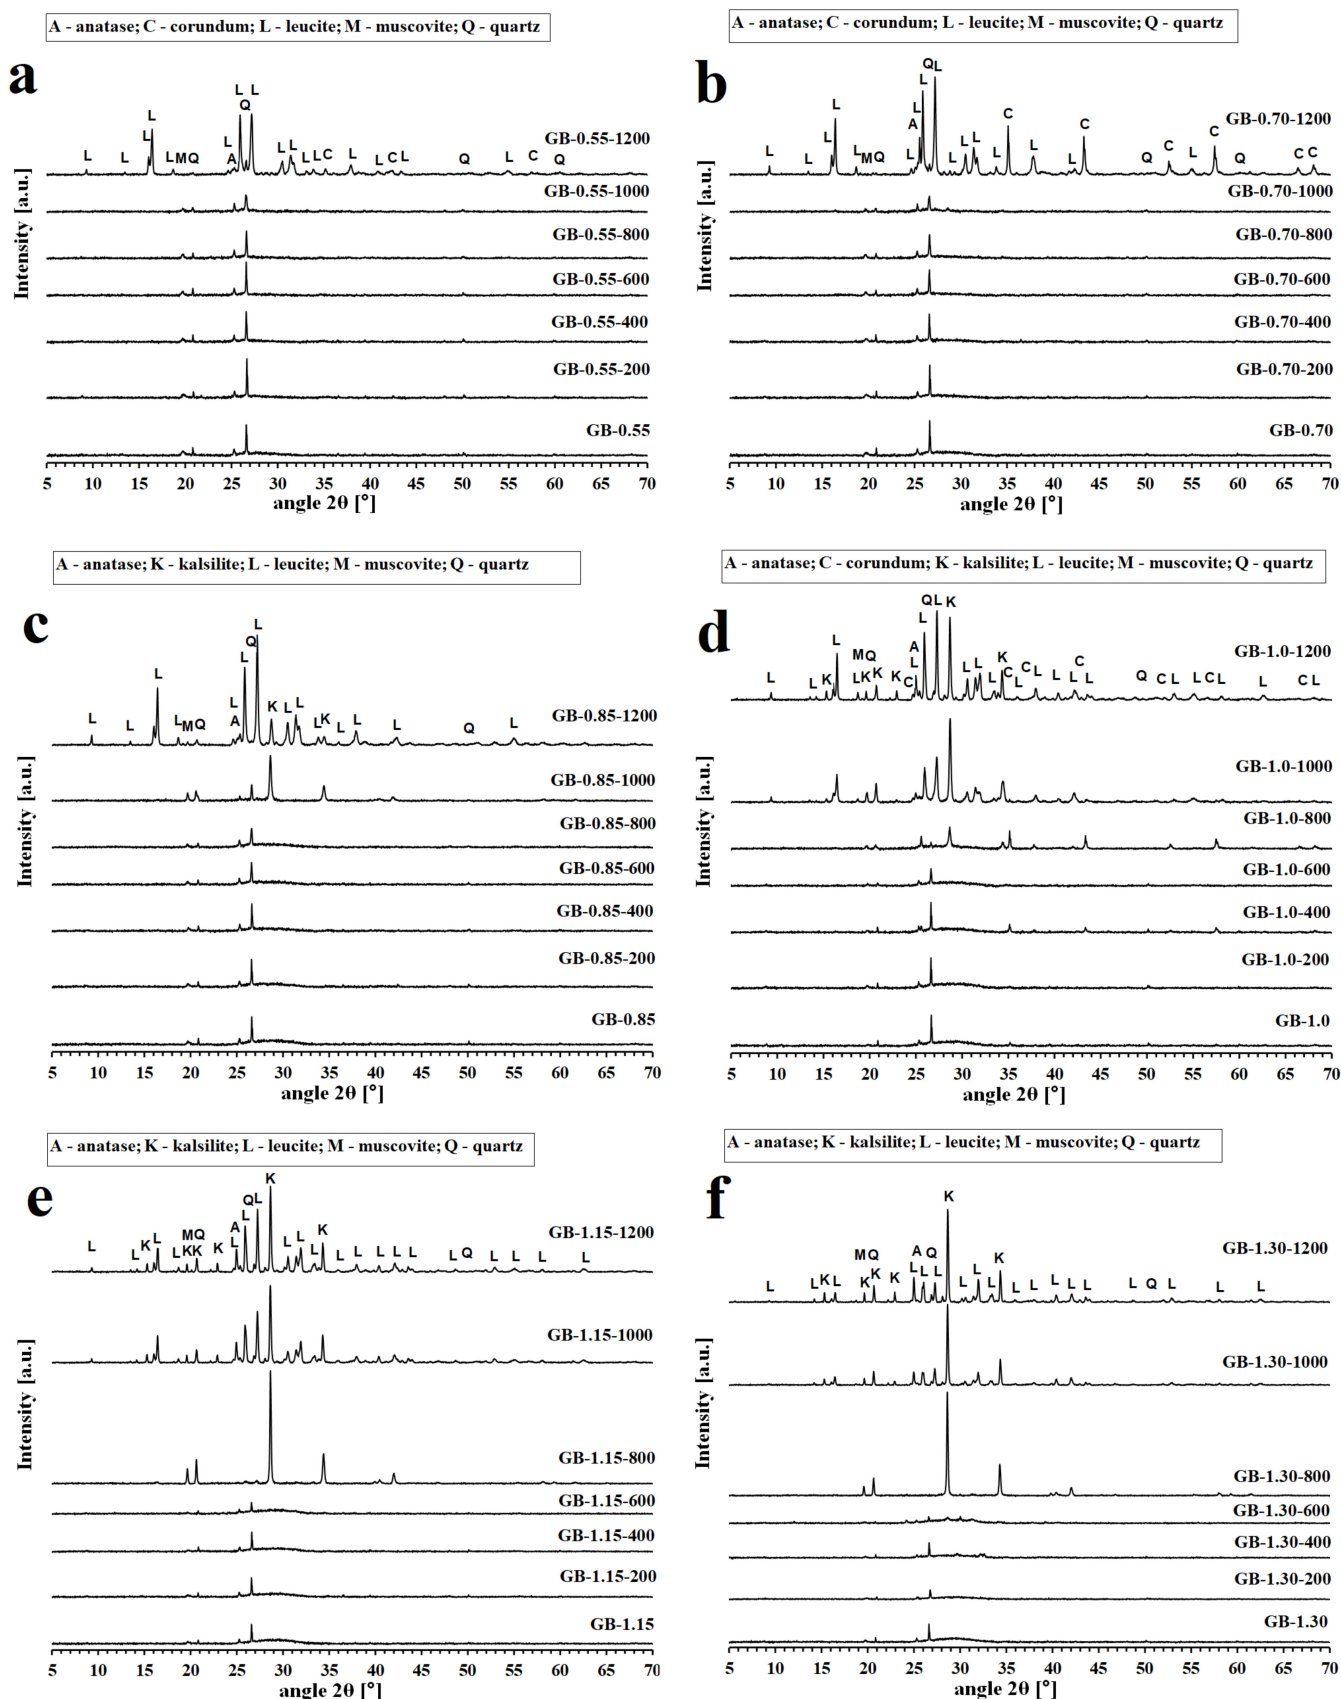 A - anatase; C - corundum; L - leucite; M - muscovite; Q - quartz
a
L L
Q
L
L
L
L L M Q A L L L L C L L C L Q L C Q
GB-0.55-1200
GB-0.55-1000
GB-0.55-800
GB-0.55-600
GB-0.55-400
GB-0.55-200
GB-0.55
Intensity [a.u.]
5 10 15 20 25 30 35 40 45 50 55 60 65 70
angle 2θ [°]
A - anatase; C - corundum; L - leucite; M - muscovite; Q - quartz
b
Q L
L
L
L C C
L A L L C
L L L M Q L L L L L Q C L Q C C
GB-0.70-1200
GB-0.70-1000
GB-0.70-800
GB-0.70-600
GB-0.70-400
GB-0.70-200
GB-0.70
Intensity [a.u.]
5 10 15 20 25 30 35 40 45 50 55 60 65 70
angle 2θ [°]
A - anatase; K - kalsilite; L - leucite; M - muscovite; Q - quartz
c
L
Q
L
L
L K L L
L L L M Q A L K L L L Q L
GB-0.85-1200
GB-0.85-1000
GB-0.85-800
GB-0.85-600
GB-0.85-400
GB-0.85-200
GB-0.85
Intensity [a.u.]
5 10 15 20 25 30 35 40 45 50 55 60 65 70
angle 2θ [°]
A - anatase; C - corundum; K - kalsilite; L - leucite; M - muscovite; Q - quartz
d
Q L K
L
L
M Q A L L K C
L K K L C C L L L
L L K L K K C L L L L Q C L L C L L C L
GB-1.0-1200
GB-1.0-1000
GB-1.0-800
GB-1.0-600
GB-1.0-400
GB-1.0-200
GB-1.0
Intensity [a.u.]
5 10 15 20 25 30 35 40 45 50 55 60 65 70
angle 2θ [°]
A - anatase; K - kalsilite; L - leucite; M - muscovite; Q - quartz
e
K
Q L
L
M Q A L K
L L K L L K K K L L L L L L L L L Q L L L L
GB-1.15-1200
GB-1.15-1000
GB-1.15-800
GB-1.15-600
GB-1.15-400
GB-1.15-200
GB-1.15
Intensity [a.u.]
5 10 15 20 25 30 35 40 45 50 55 60 65 70
angle 2θ [°]
A - anatase; K - kalsilite; L - leucite; M - muscovite; Q - quartz
f
K
M Q A Q L K
L L K L K K K L L L L L L L L L L L Q L L L
GB-1.30-1200
GB-1.30-1000
GB-1.30-800
GB-1.30-600
GB-1.30-400
GB-1.30-200
GB-1.30
Intensity [a.u.]
5 10 15 20 25 30 35 40 45 50 55 60 65 70
angle 2θ [°]